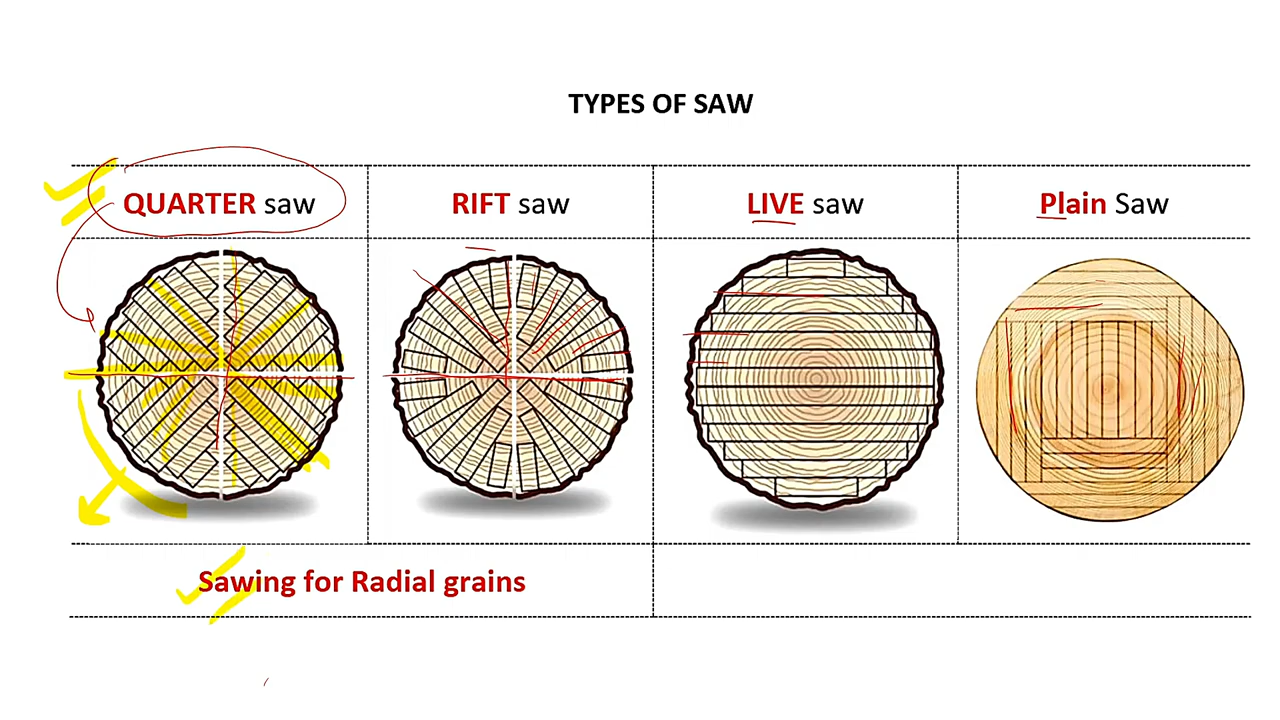 TYPES OF SAW
QUARTER saw
RIFT saw
LIVE saw
Plain Saw
Sawing for Radial grains